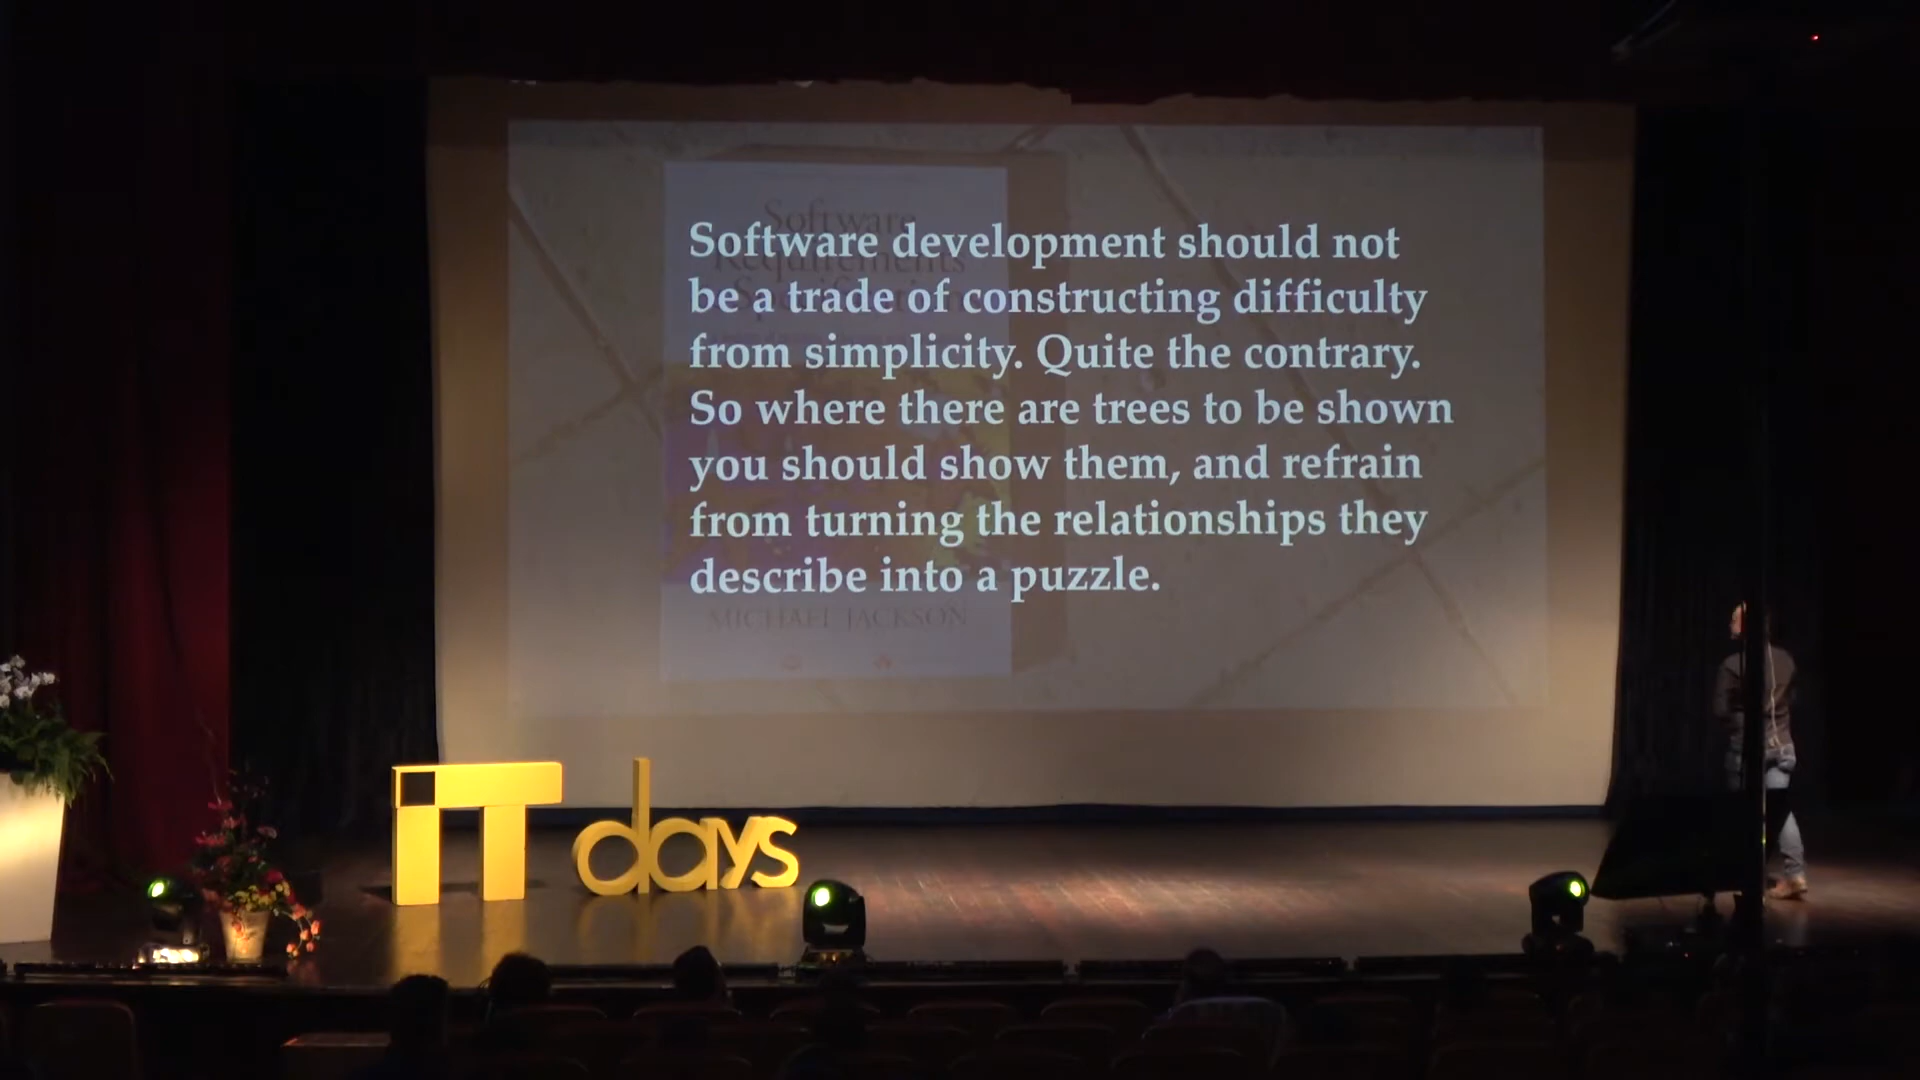 Software
Requirements
Software development should not
be a trade of constructing difficulty
from simplicity. Quite the contrary.
So where there are trees to be shown
you should show them, and refrain
from turning the relationships they
describe into a puzzle.
MICHAEL JACKSON
iT days